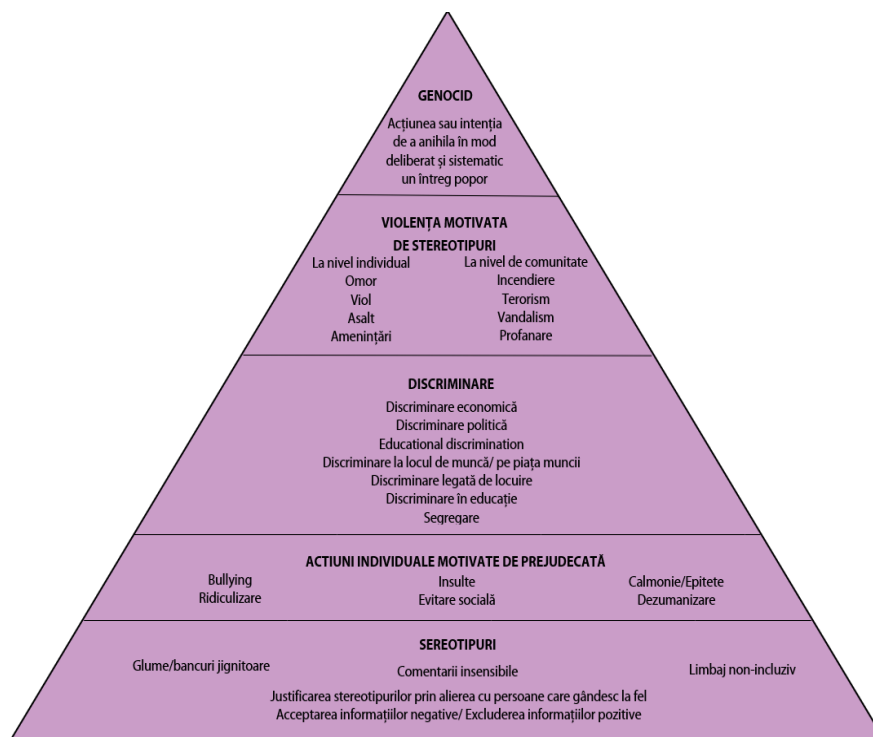 GENOCID
Acțiunea sau intenția
de a anihila în mod
deliberat și sistematic
un întreg popor
VIOLENȚA MOTIVATA
DE STEREOTIPURI
La nivel individual La nivel de comunitate
Omor Incendiere
Viol Terorism
Asalt Vandalism
Amenințări Profanare
DISCRIMINARE
Discriminare economică
Discriminare politică
Educational discrimination
Discriminare la locul de muncă/ pe piața muncii
Discriminare legată de locuire
Discriminare în educație
Segregare
ACTIUNI INDIVIDUALE MOTIVATE DE PREJUDECATĂ
Bullying Insulte Calmonie/Epitete
Ridiculizare Evitare socială Dezumanizare
SEREOTIPURI
Glume/bancuri jignitoare Comentarii insensibile Limbaj non-incluziv
Justificarea stereotipurilor prin alierea cu persoane care gândesc la fel
Acceptarea informațiilor negative/ Excluderea informațiilor pozitive